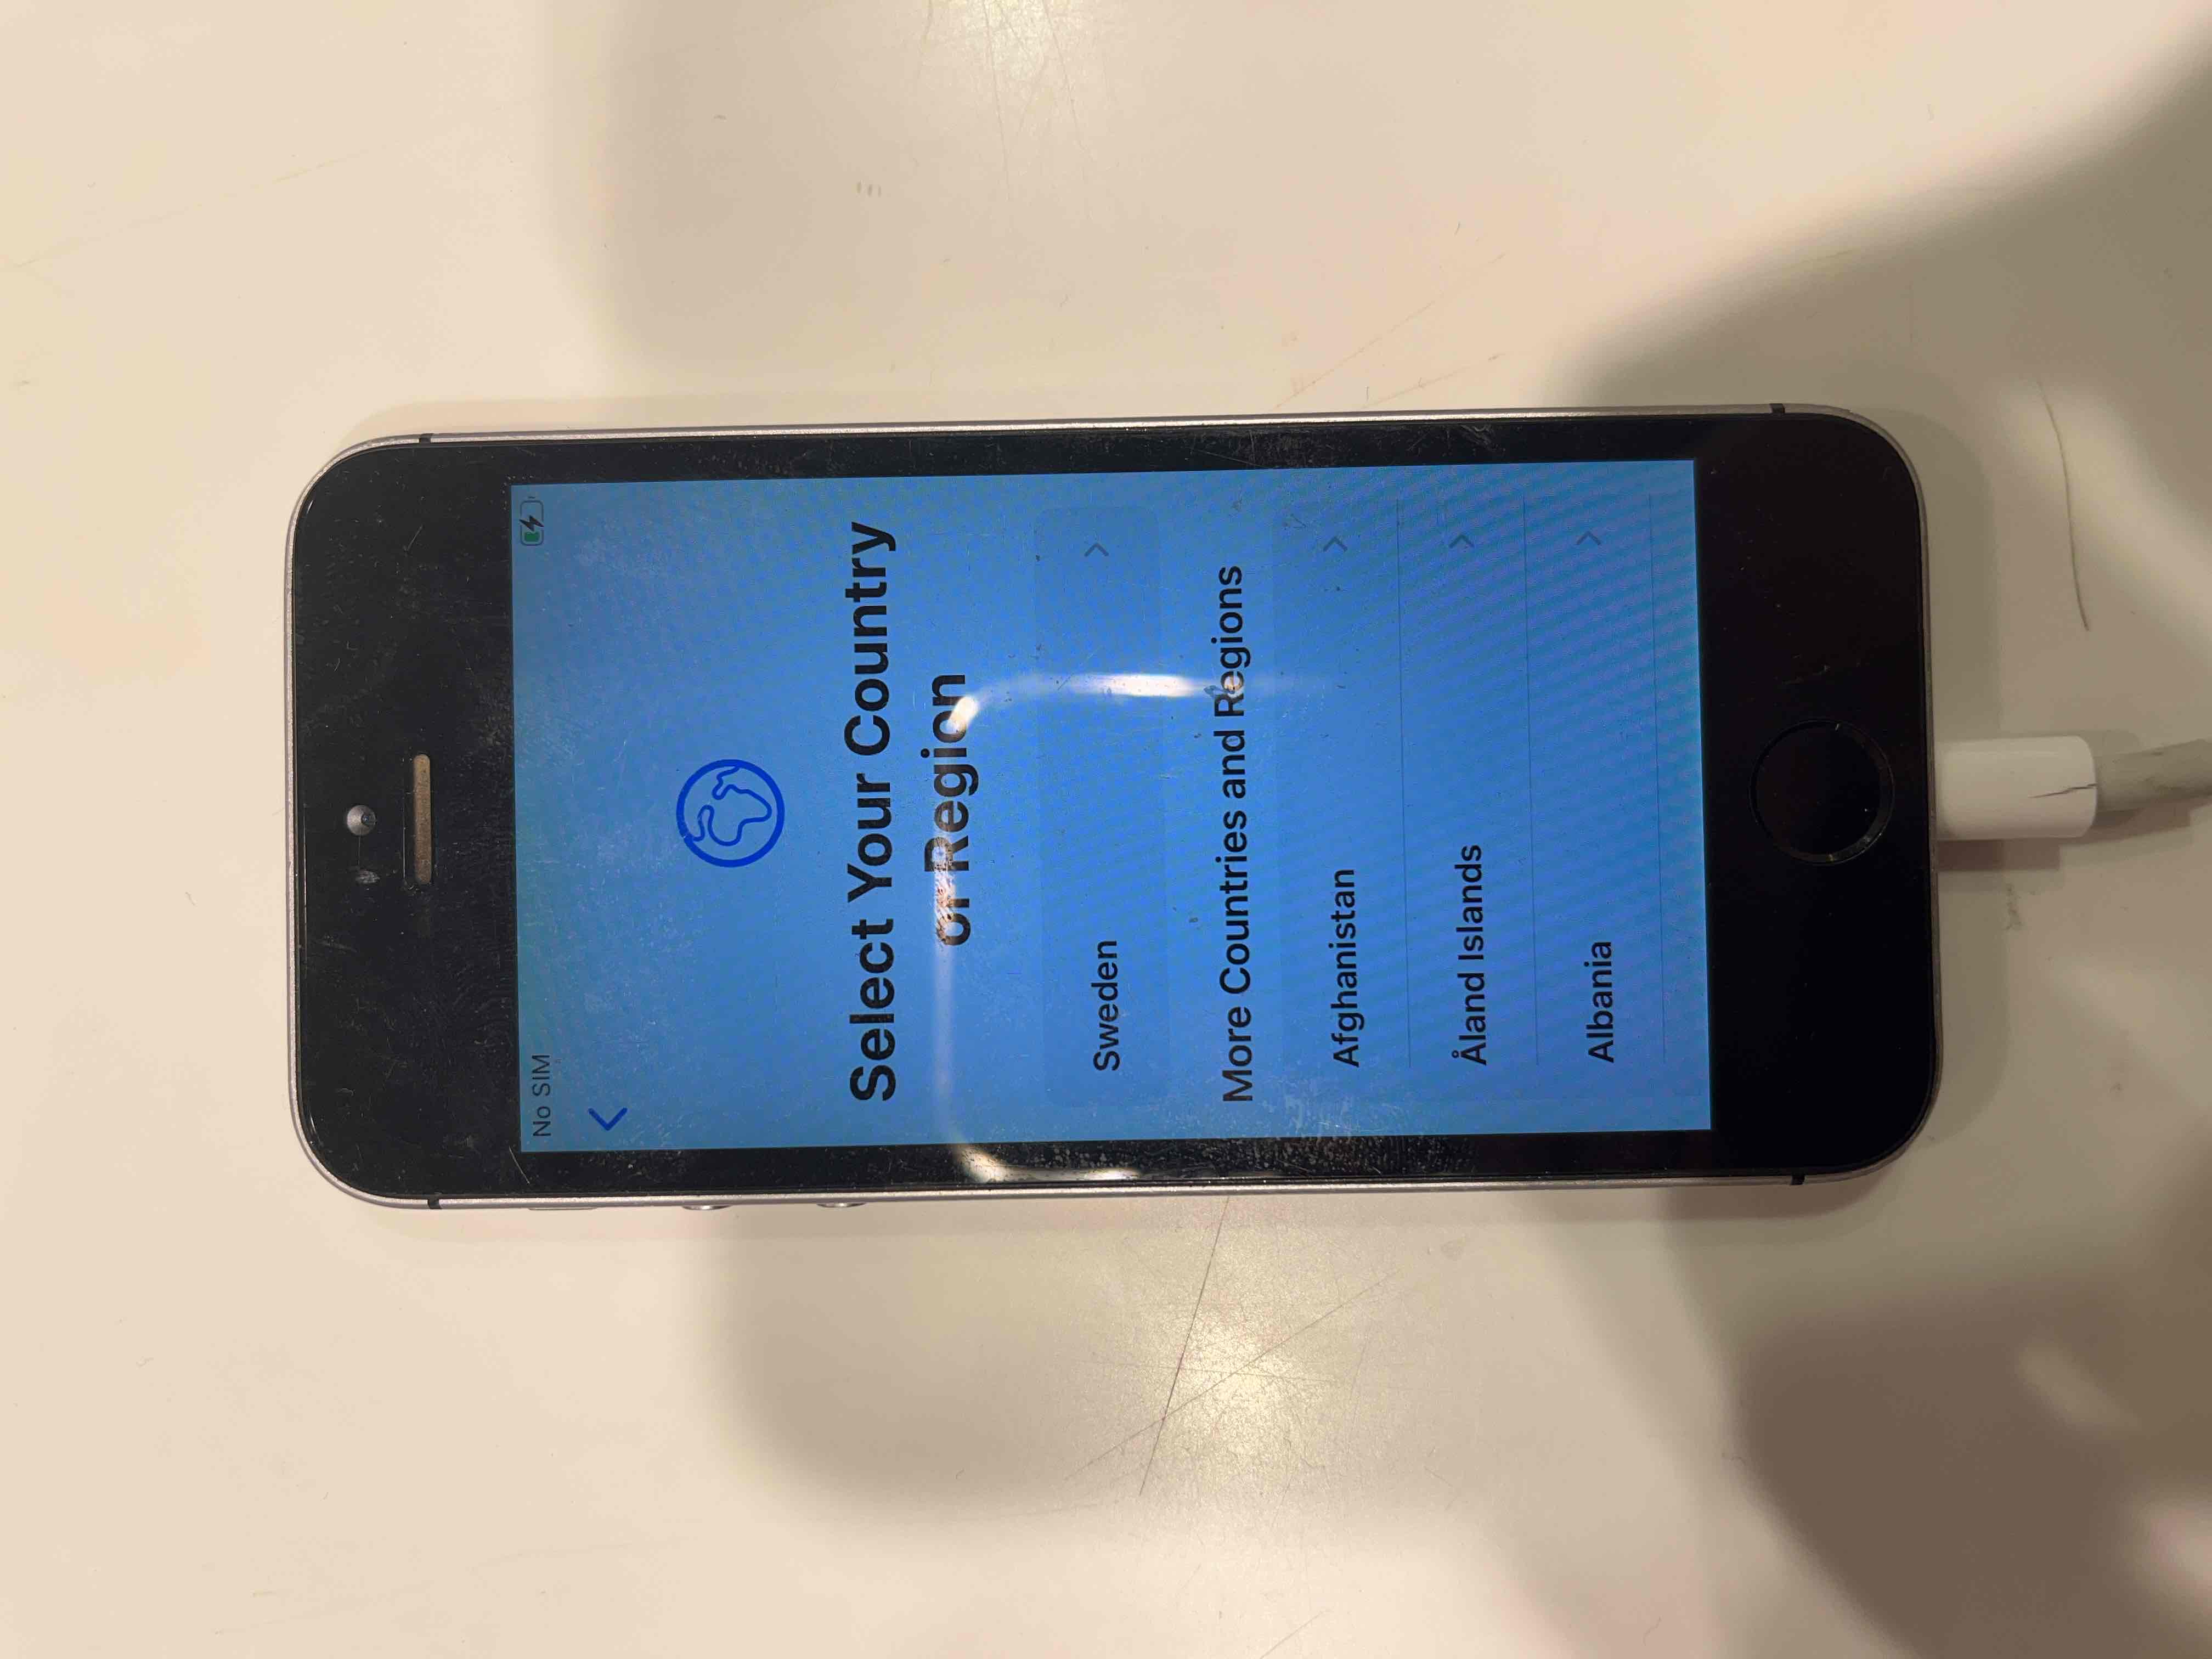 No SIM
Select Your Country
or Region
Sweden
More Countries and Regions
Afghanistan
Åland Islands
Albania